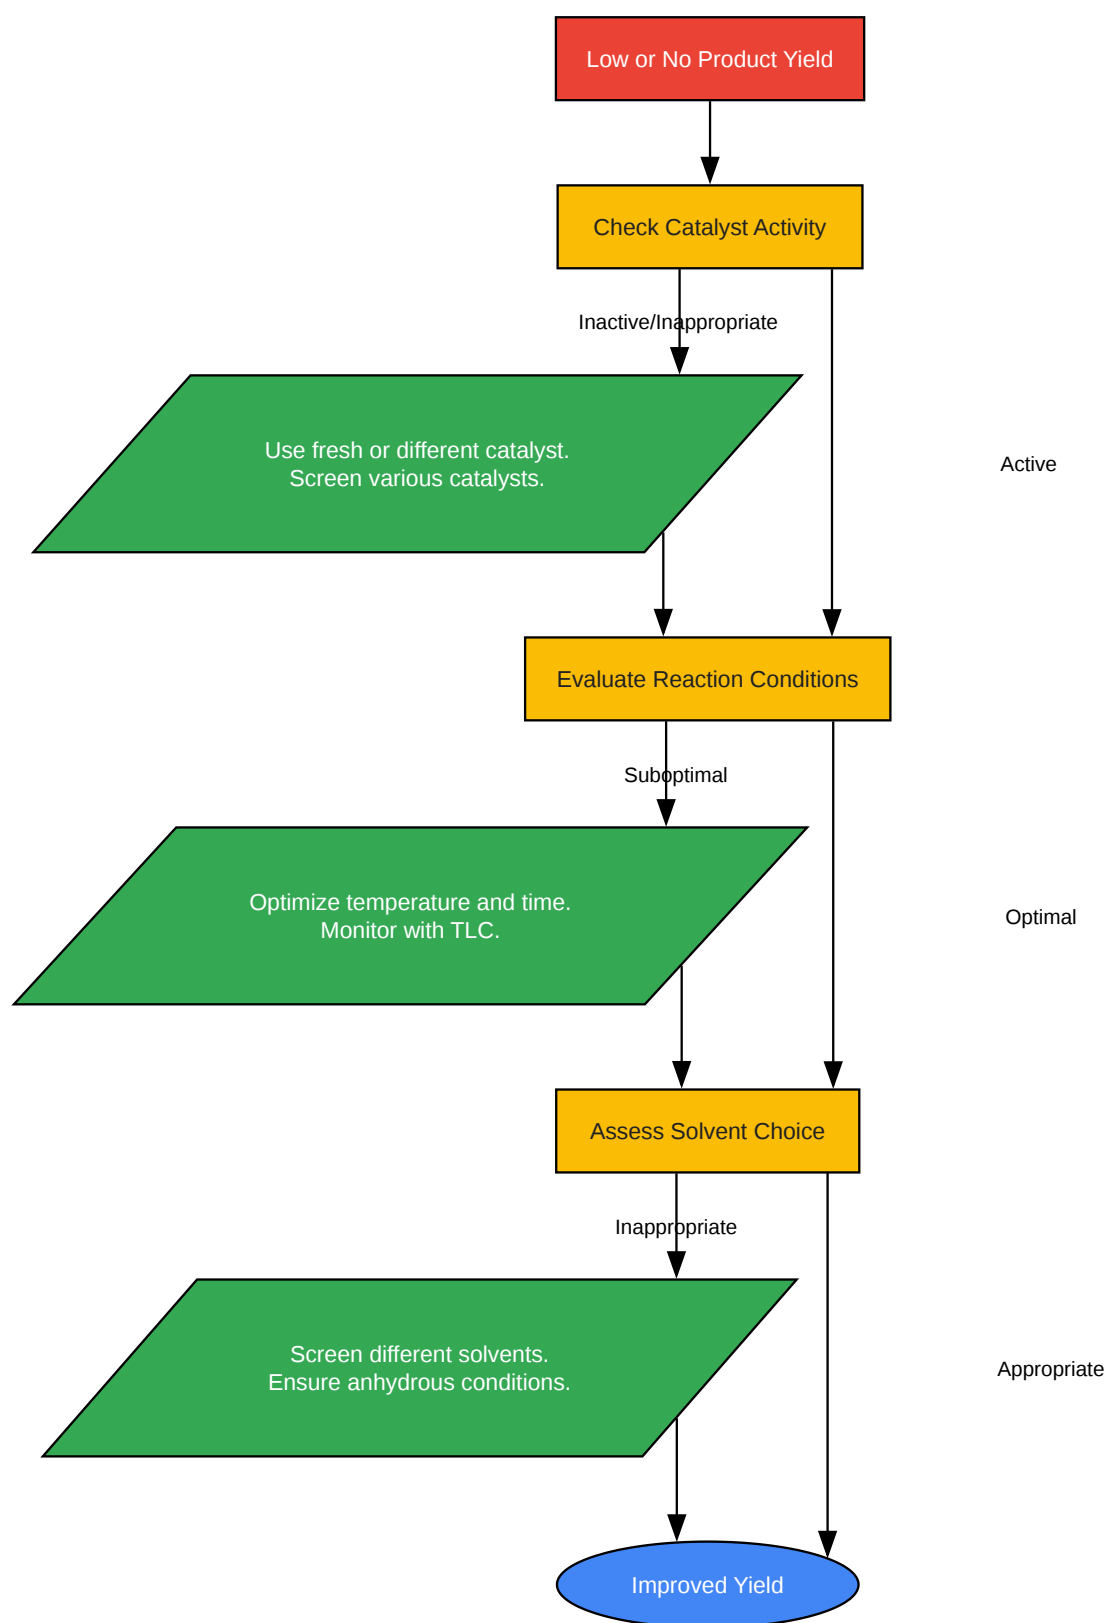 Low or No Product Yield
Check Catalyst Activity
Inactive/Inappropriate
Use fresh or different catalyst.
Screen various catalysts.
Active
Evaluate Reaction Conditions
Suboptimal
Optimize temperature and time.
Monitor with TLC.
Optimal
Assess Solvent Choice
Inappropriate
Screen different solvents.
Ensure anhydrous conditions.
Appropriate
Improved Yield